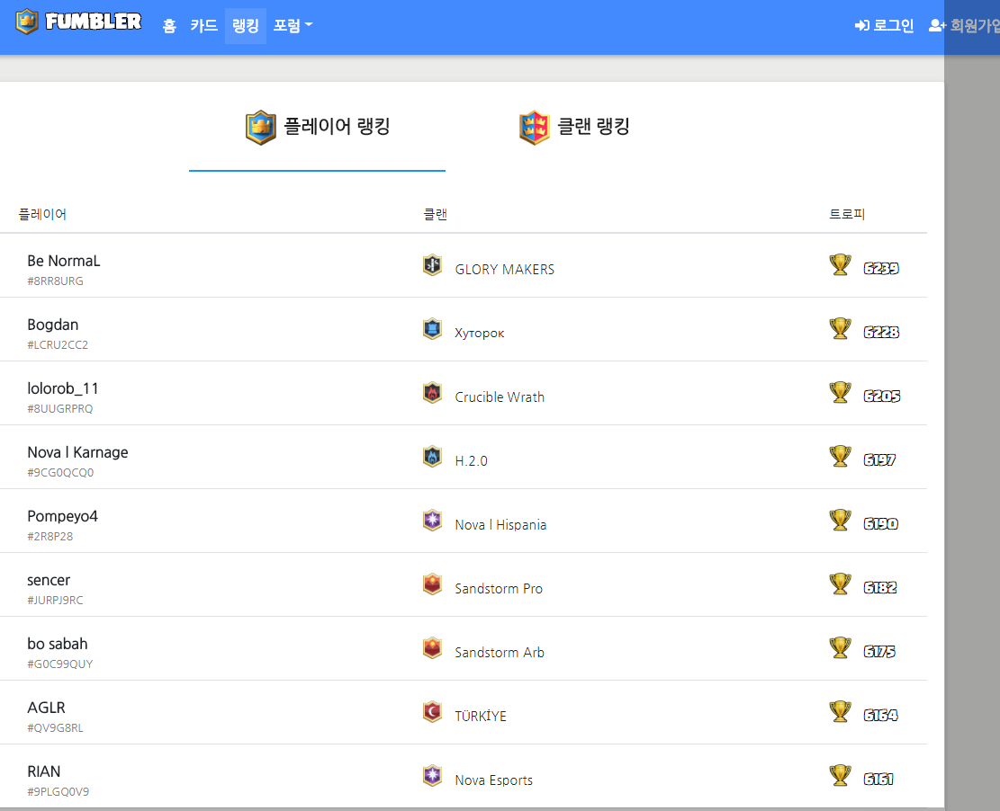 FUMBLER 홈 카드 랭킹 포럼 로그인 회원가입
플레이어 랭킹 클랜 랭킹
플레이어 클랜 트로피
Be NormaL
#8RR8URG
GLORY MAKERS 6239
Bogdan
#LCRU2CC2
Хуторок 6228
lolorob_11
#8UUGRPRQ
Crucible Wrath 6205
Nova l Karnage
#9CG0QCQ0
H.2.0 6197
Pompeyo4
#2R8P28
Nova l Hispania 6190
sencer
#JURPJ9RC
Sandstorm Pro 6182
bo sabah
#G0C99QUY
Sandstorm Arb 6175
AGLR
#QV9G8RL
TÜRKİYE 6164
RIAN
#9PLGQ0V9
Nova Esports 6161